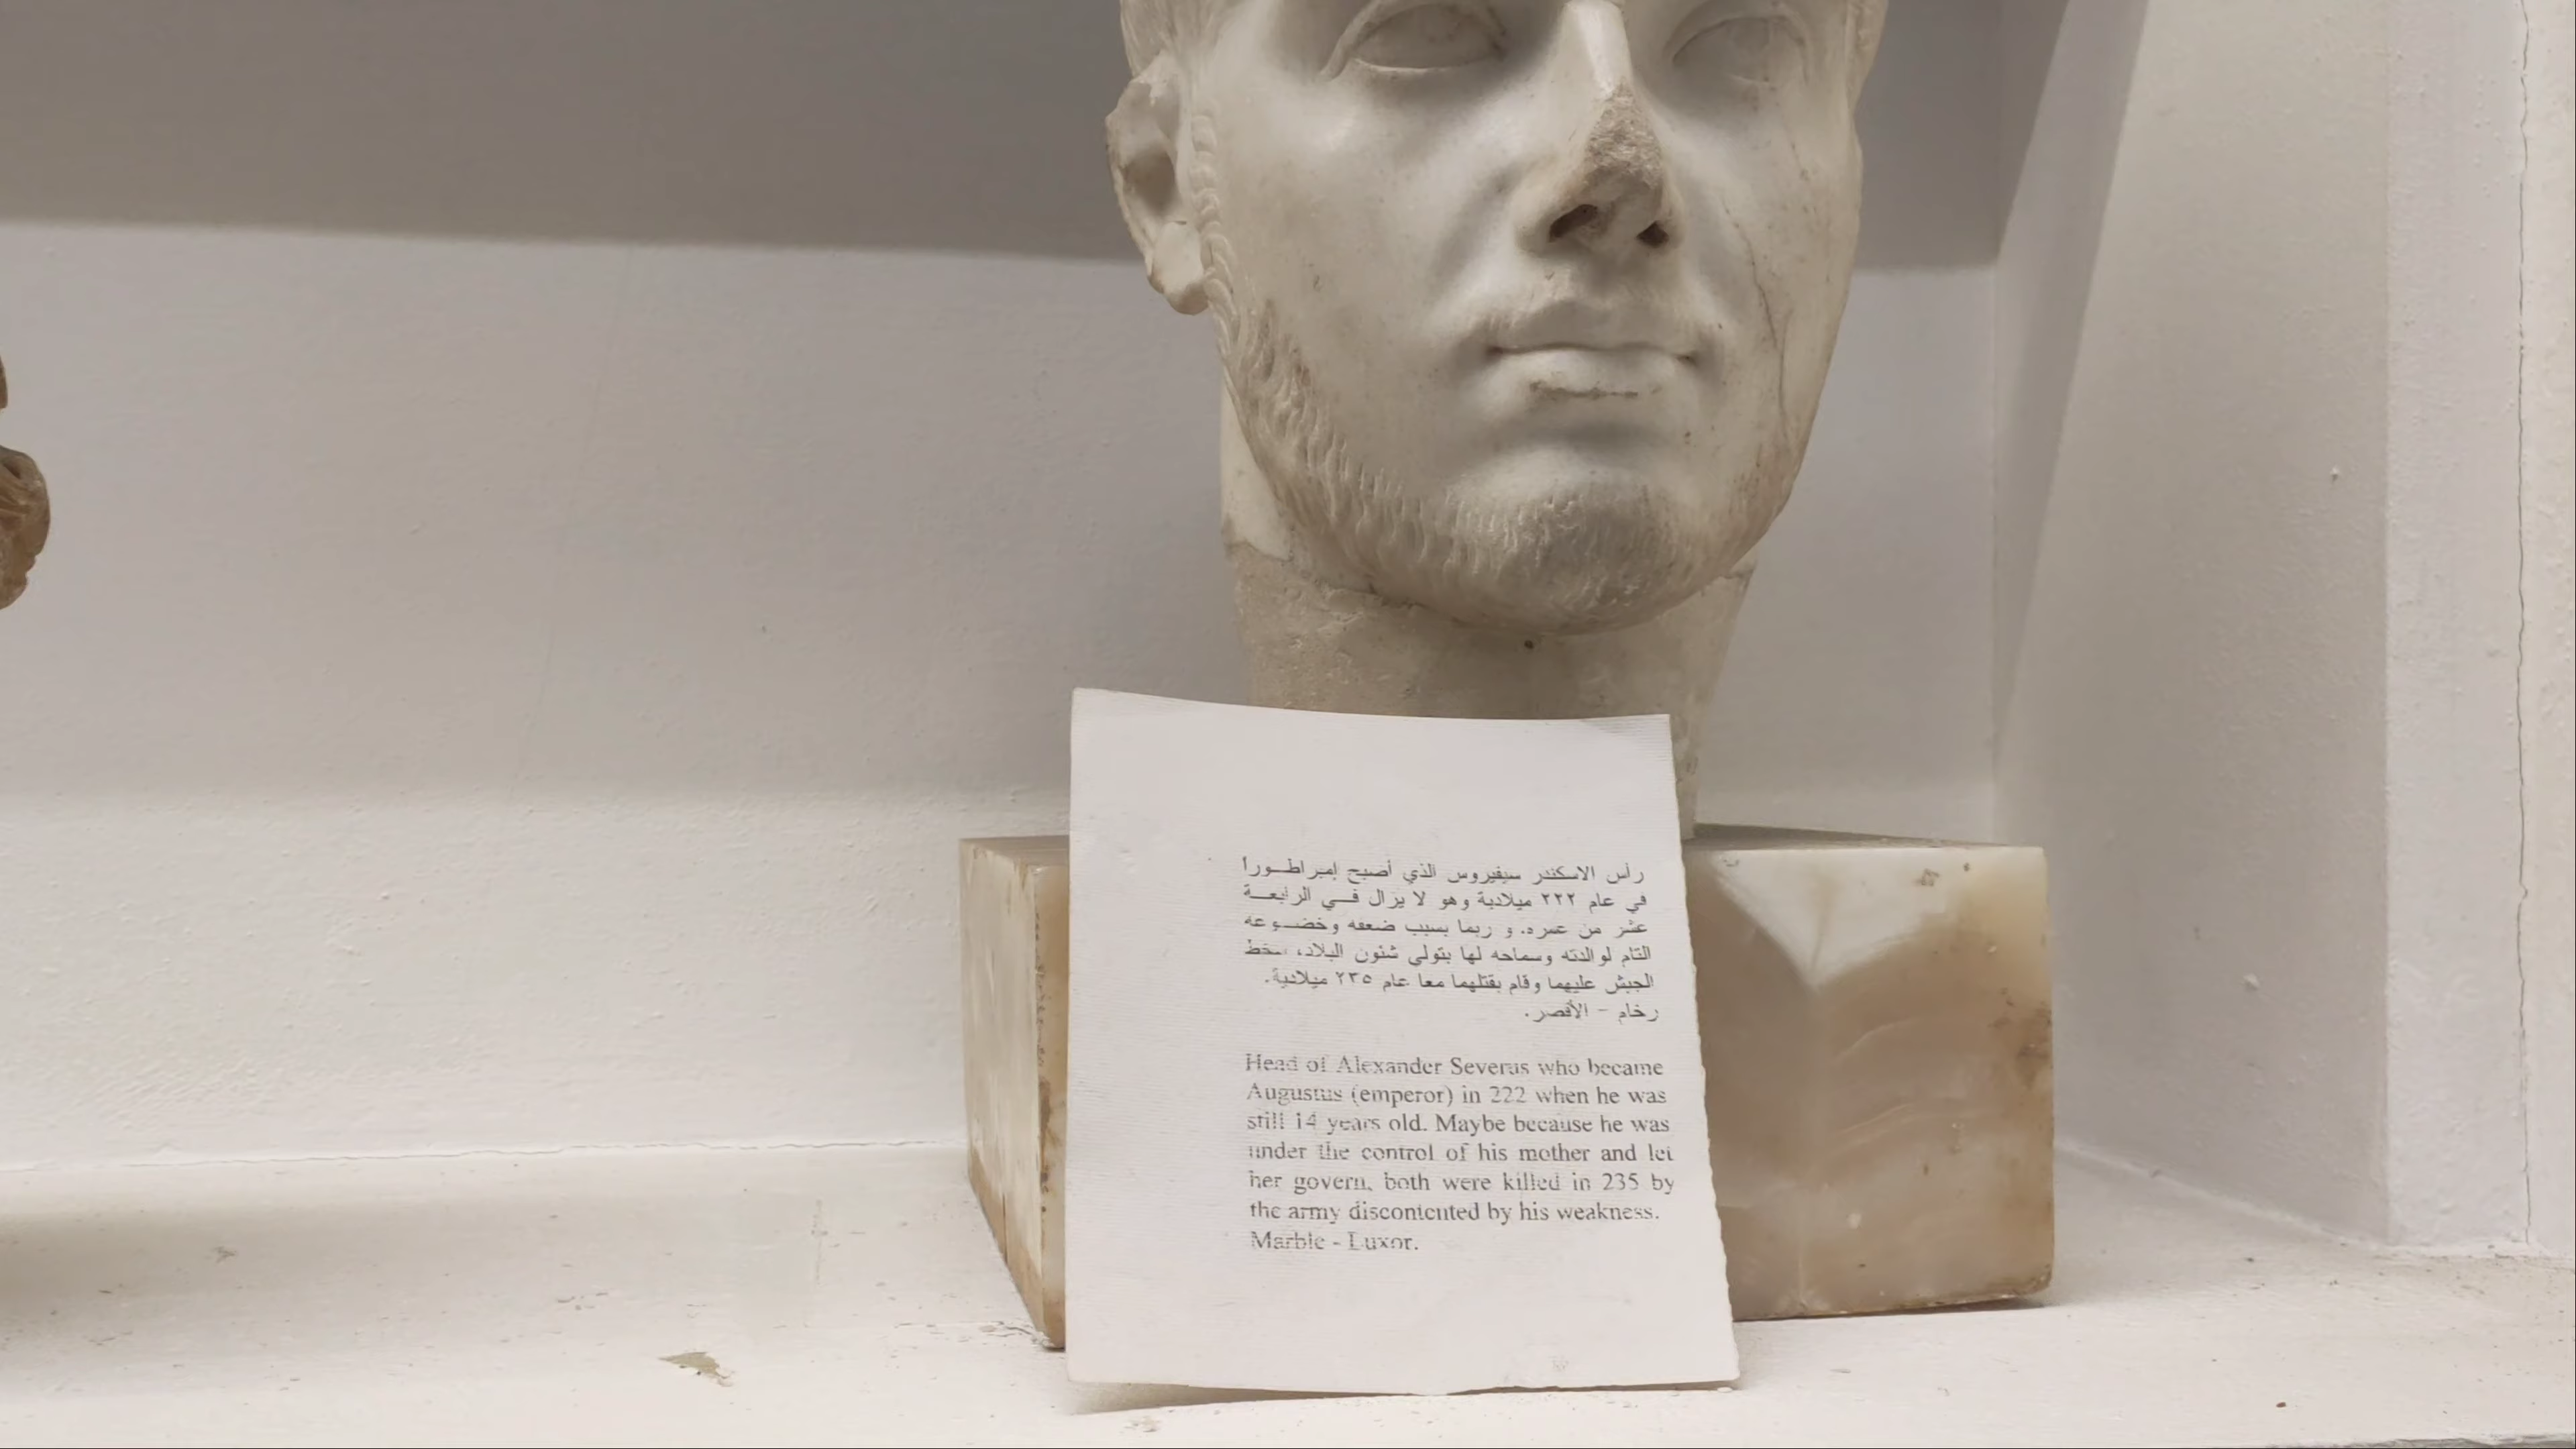 رأس الاسكندر سيفيروس الذي أصبح إمبراطـــورا
في عام ٢٢٢ ميلادية وهو لا يزال فـــي الرابعـــة
عشر من عمره. و ربما بسبب ضعفه وخضـــوعه
التام لوالدته وسماحه لها بتولي شئون البلاد، سخط
الجيش عليهما وقام بقتلهما معا عام ٢٣٥ ميلادية.
رخام - الأقصر.
Head of Alexander Severus who became
Augustus (emperor) in 222 when he was
still 14 years old. Maybe because he was
under the control of his mother and let
her govern, both were killed in 235 by
the army discontented by his weakness.
Marble - Luxor.